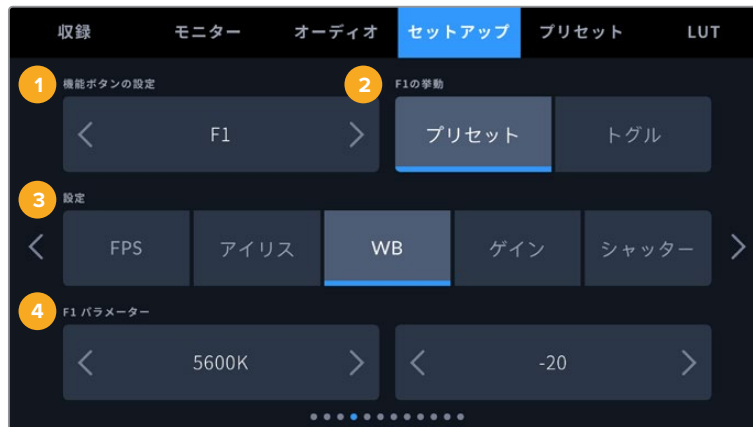 収録 モニター オーディオ セットアップ プリセット LUT
1 機能ボタンの設定 2 F1の挙動
F1 プリセット トグル
3 設定
FPS アイリス WB ゲイン シャッター
4 F1 パラメーター
5600K -20